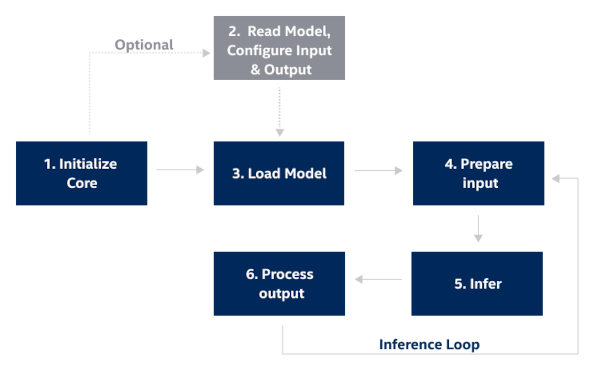 Optional
2. Read Model,
Configure Input
& Output
1. Initialize
Core
3. Load Model
4. Prepare
input
5. Infer
6. Process
output
Inference Loop